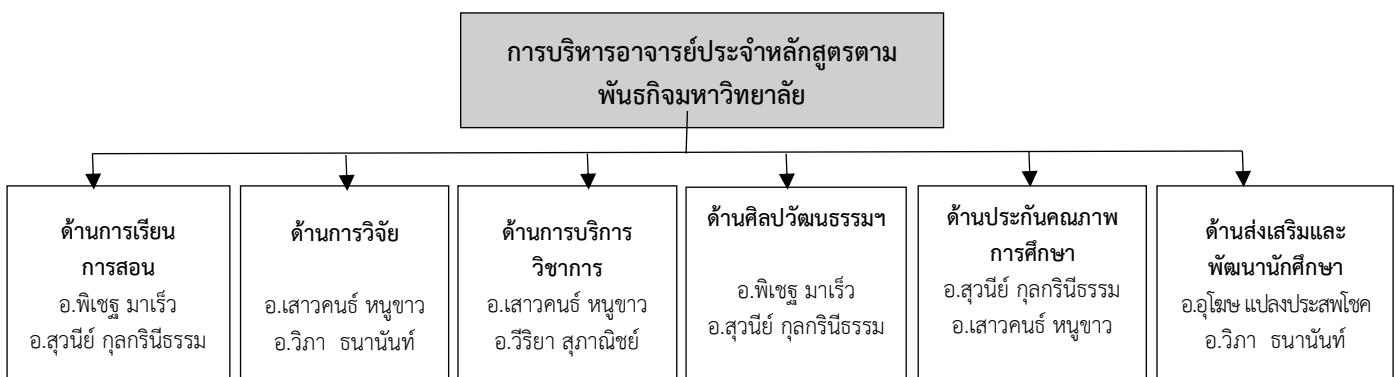 การบริหารอาจารย์ประจำหลักสูตรตาม
พันธกิจมหาวิทยาลัย
ด้านการเรียน
การสอน
อ.พิเชฐ มาเร็ว
อ.สุวนีย์ กุลกรินีธรรม
ด้านการวิจัย
อ.เสาวคนธ์ หนูขาว
อ.วิภา ธนานันท์
ด้านการบริการ
วิชาการ
อ.เสาวคนธ์ หนูขาว
อ.วีริยา สุภาณิชย์
ด้านศิลปวัฒนธรรมฯ
อ.พิเชฐ มาเร็ว
อ.สุวนีย์ กุลกรินีธรรม
ด้านประกันคณภาพ
การศึกษา
อ.สุวนีย์ กุลกรินีธรรม
อ.เสาวคนธ์ หนูขาว
ด้านส่งเสริมและ
พัฒนานักศึกษา
อ.อุโฆษ แปลงประสพโชค
อ.วิภา ธนานันท์